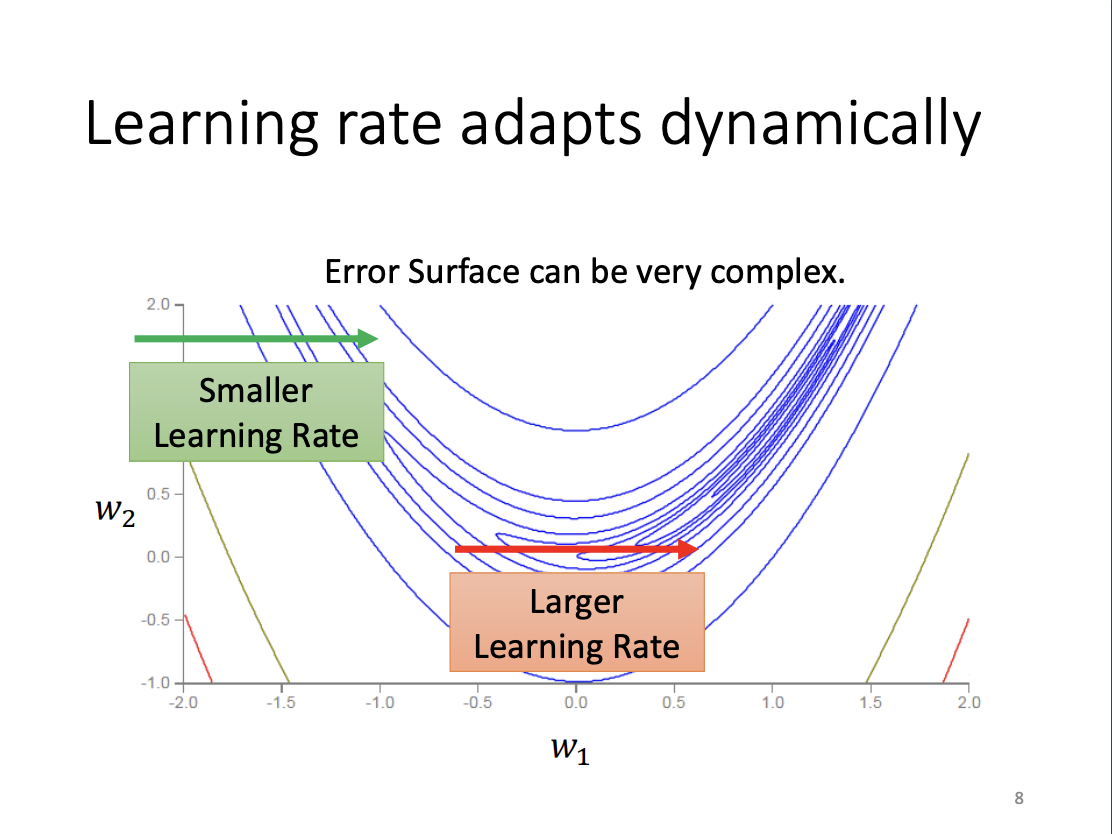 Learning rate adapts dynamically
Error Surface can be very complex.
2.0
Smaller
Learning Rate
0.5
w₂
0.0
Larger
Learning Rate
-0.5
-1.0
-2.0 -1.5 -1.0 -0.5 0.0 0.5 1.0 1.5 2.0
w₁
8